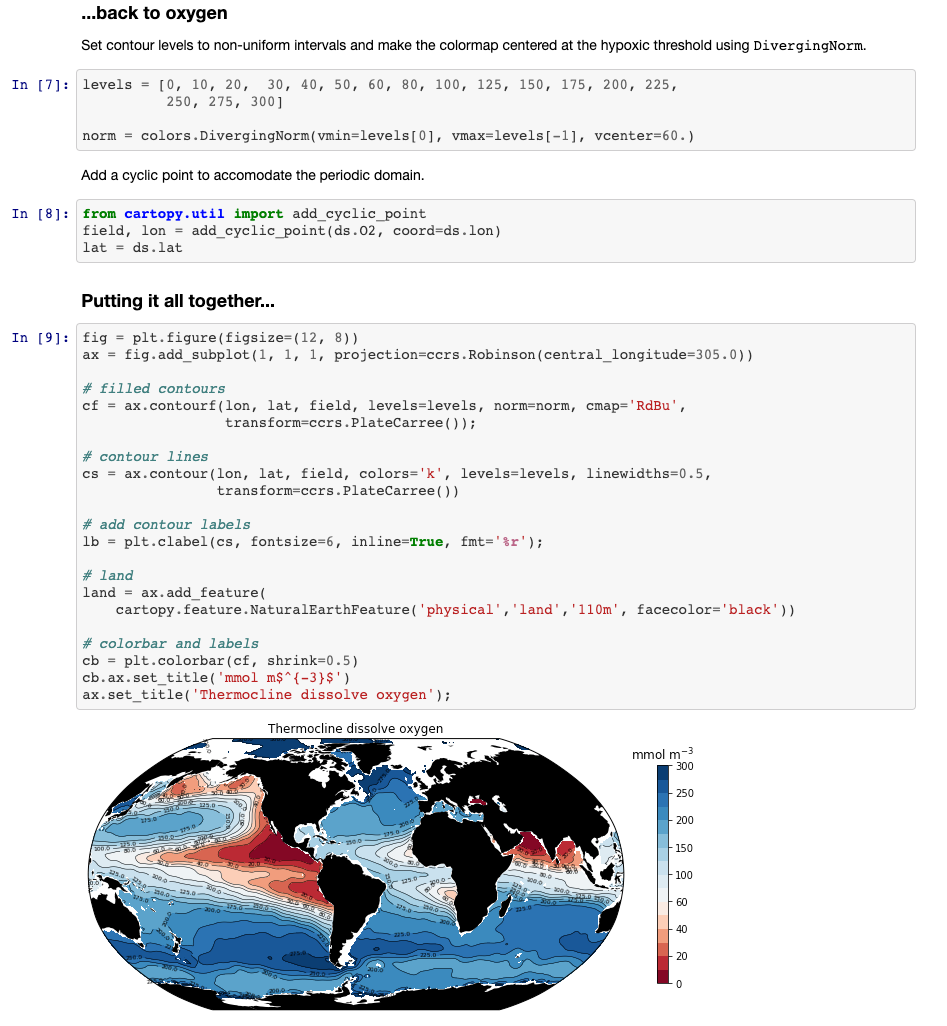 ...back to oxygen
Set contour levels to non-uniform intervals and make the colormap centered at the hypoxic threshold using DivergingNorm.
In [7]: levels = [0, 10, 20,  30, 40, 50, 60, 80, 100, 125, 150, 175, 200, 225,
250, 275, 300]
norm = colors.DivergingNorm(vmin=levels[0], vmax=levels[-1], vcenter=60.)
Add a cyclic point to accomodate the periodic domain.
In [8]: from cartopy.util import add_cyclic_point
field, lon = add_cyclic_point(ds.O2, coord=ds.lon)
lat = ds.lat
Putting it all together...
In [9]: fig = plt.figure(figsize=(12, 8))
ax = fig.add_subplot(1, 1, 1, projection=ccrs.Robinson(central_longitude=305.0))
# filled contours
cf = ax.contourf(lon, lat, field, levels=levels, norm=norm, cmap='RdBu',
transform=ccrs.PlateCarree());
# contour lines
cs = ax.contour(lon, lat, field, colors='k', levels=levels, linewidths=0.5,
transform=ccrs.PlateCarree())
# add contour labels
lb = plt.clabel(cs, fontsize=6, inline=True, fmt='%r');
# land
land = ax.add_feature(
cartopy.feature.NaturalEarthFeature('physical','land','110m', facecolor='black'))
# colorbar and labels
cb = plt.colorbar(cf, shrink=0.5)
cb.ax.set_title('mmol m$^{-3}$')
ax.set_title('Thermocline dissolve oxygen');
Thermocline dissolve oxygen
mmol m⁻³
300
250
200
150
100
60
40
20
0